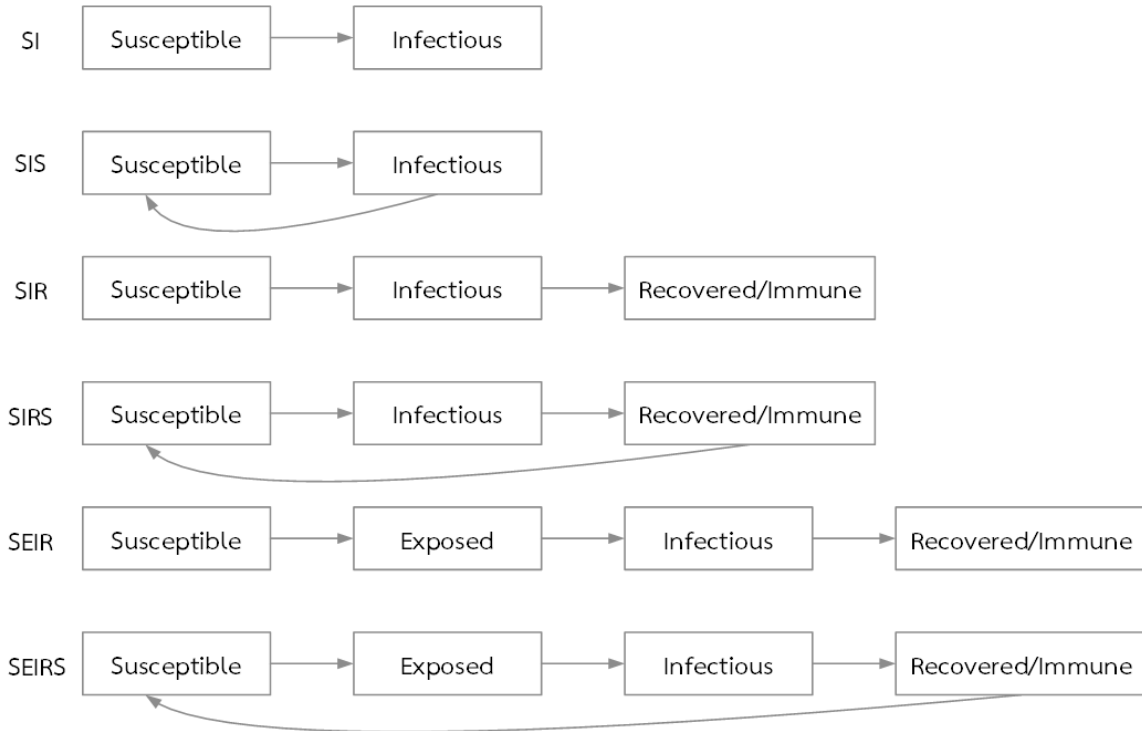 SI Susceptible Infectious
SIS Susceptible Infectious
SIR Susceptible Infectious Recovered/Immune
SIRS Susceptible Infectious Recovered/Immune
SEIR Susceptible Exposed Infectious Recovered/Immune
SEIRS Susceptible Exposed Infectious Recovered/Immune